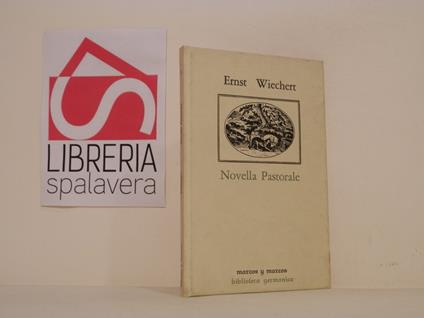 LIBRERIA
spalavera
Ernst Wiechert
Novella Pastorale
marcos y marcos
biblioteca germanica